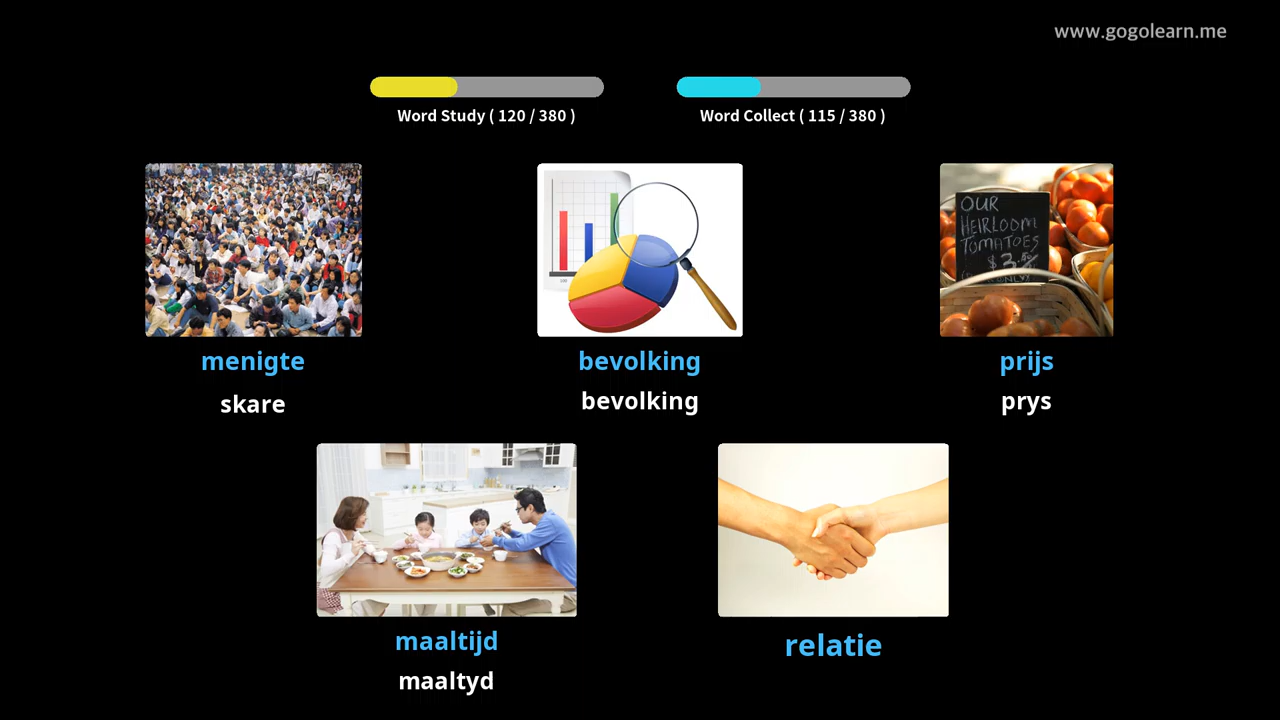 www.gogolearn.me
Word Study ( 120 / 380 )
Word Collect ( 115 / 380 )
OUR
HEIRLOOM
TOMATOES
menigte
bevolking
prijs
skare
bevolking
prys
maaltijd
relatie
maaltyd